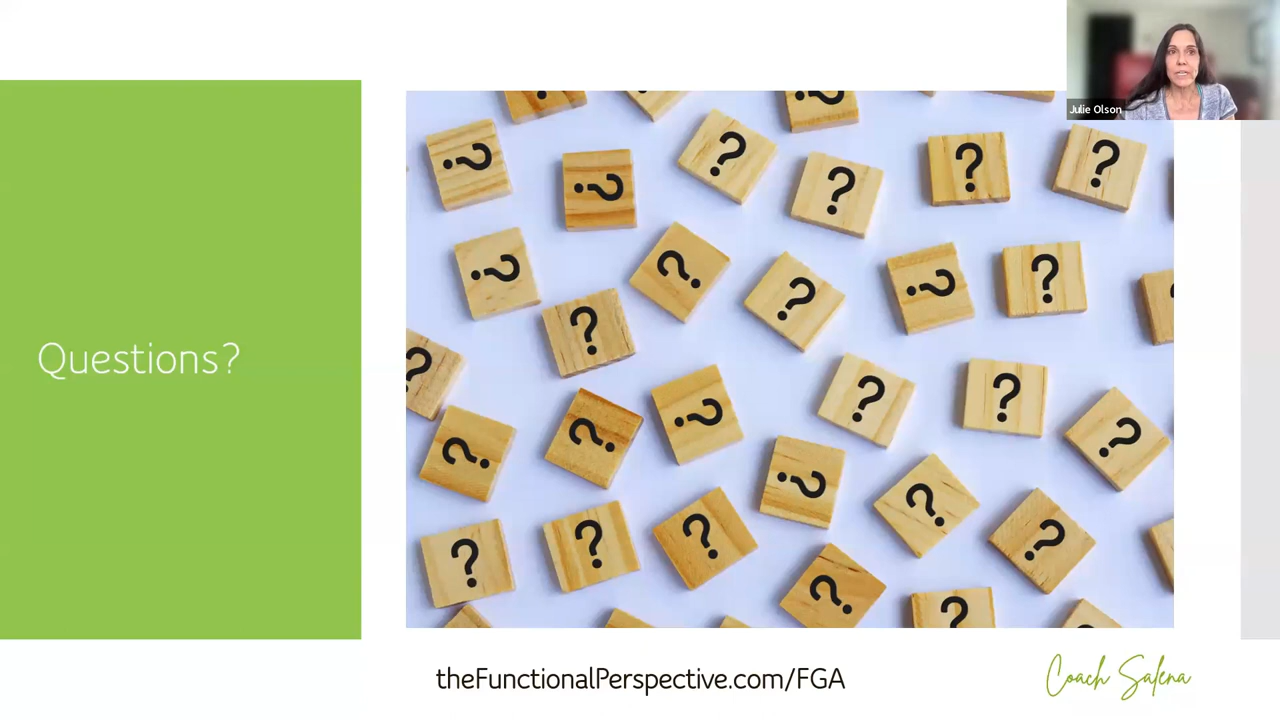 Julie Olson
Questions?
theFunctionalPerspective.com/FGA
Coach Salena